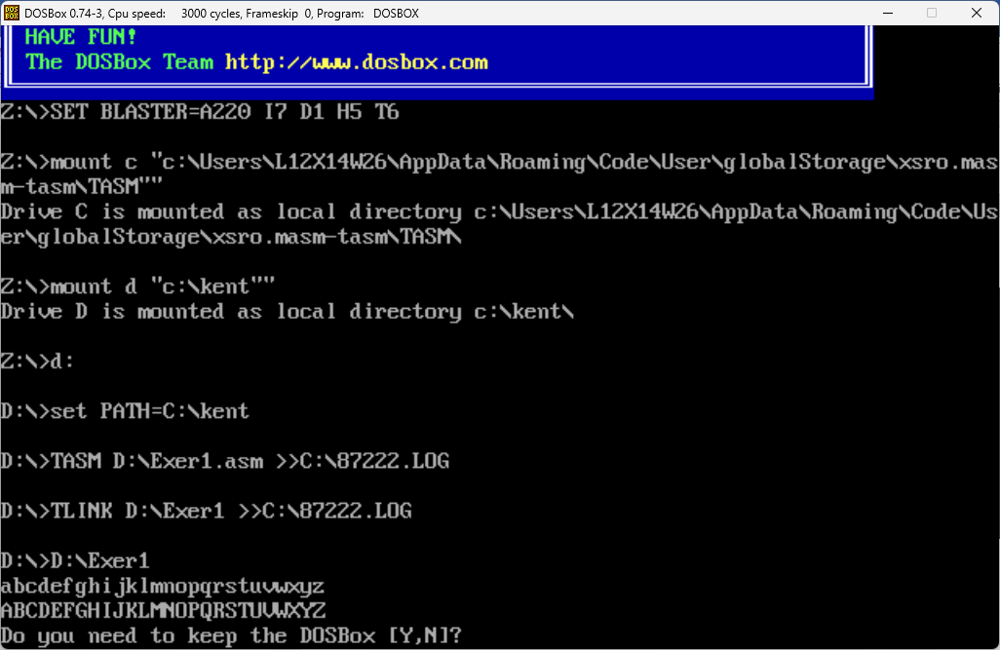 DOSBox 0.74-3, Cpu speed:    3000 cycles, Frameskip  0, Program:   DOSBOX
HAVE FUN!
The DOSBox Team http://www.dosbox.com
Z:\>SET BLASTER=A220 I7 D1 H5 T6
Z:\>mount c "c:\Users\L12X14W26\AppData\Roaming\Code\User\globalStorage\xsro.mas
m-tasm\TASM""
Drive C is mounted as local directory c:\Users\L12X14W26\AppData\Roaming\Code\Us
er\globalStorage\xsro.masm-tasm\TASM\
Z:\>mount d "c:\kent""
Drive D is mounted as local directory c:\kent\
Z:\>d:
D:\>set PATH=C:\kent
D:\>TASM D:\Exer1.asm >>C:\87222.LOG
D:\>TLINK D:\Exer1 >>C:\87222.LOG
D:\>D:\Exer1
abcdefghijklmnopqrstuvwxyz
ABCDEFGHIJKLMNOPQRSTUVWXYZ
Do you need to keep the DOSBox [Y,N]?